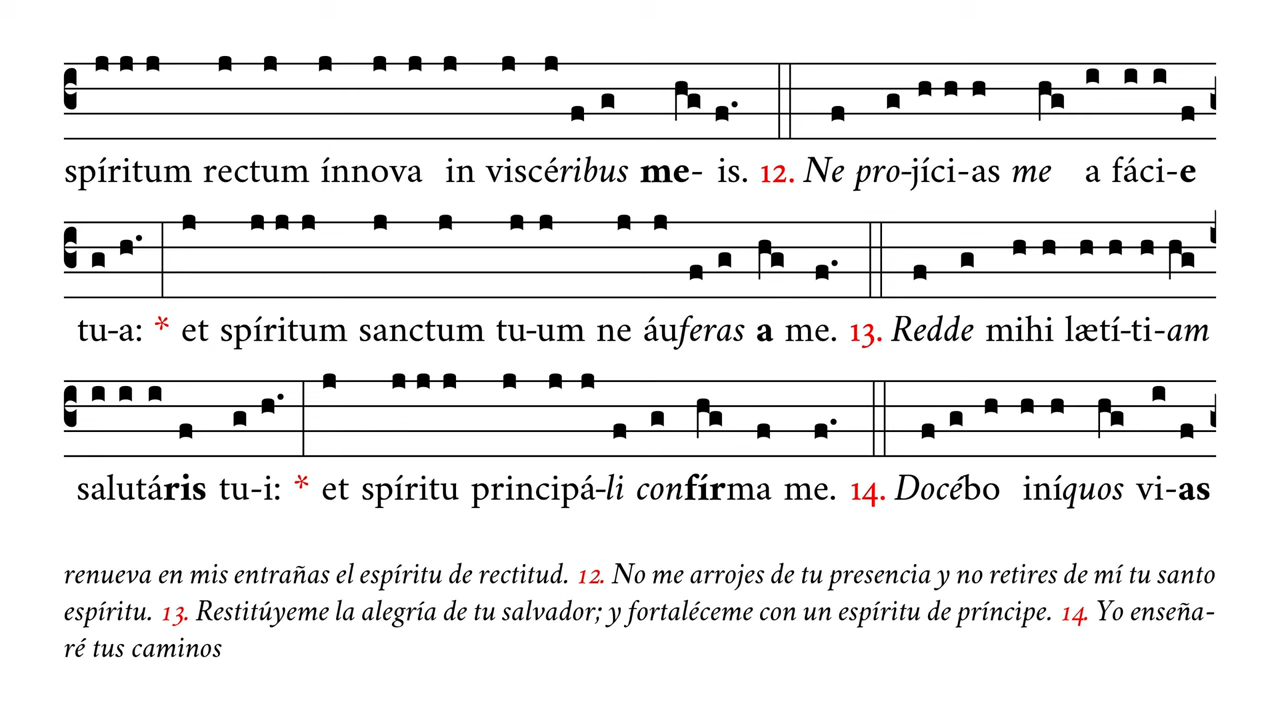 spíritum rectum ínnova in viscéribus me- is. 12. Ne pro-jíci-as me a fáci-e
tu-a: * et spíritum sanctum tu-um ne áuferas a me. 13. Redde mihi lætí-ti-am
salutáris tu-i: * et spíritu principá-li confírma me. 14. Docébo iníquos vi-as
renueva en mis entrañas el espíritu de rectitud. 12. No me arrojes de tu presencia y no retires de mí tu santo
espíritu. 13. Restitúyeme la alegría de tu salvador; y fortaléceme con un espíritu de príncipe. 14. Yo enseña-
ré tus caminos